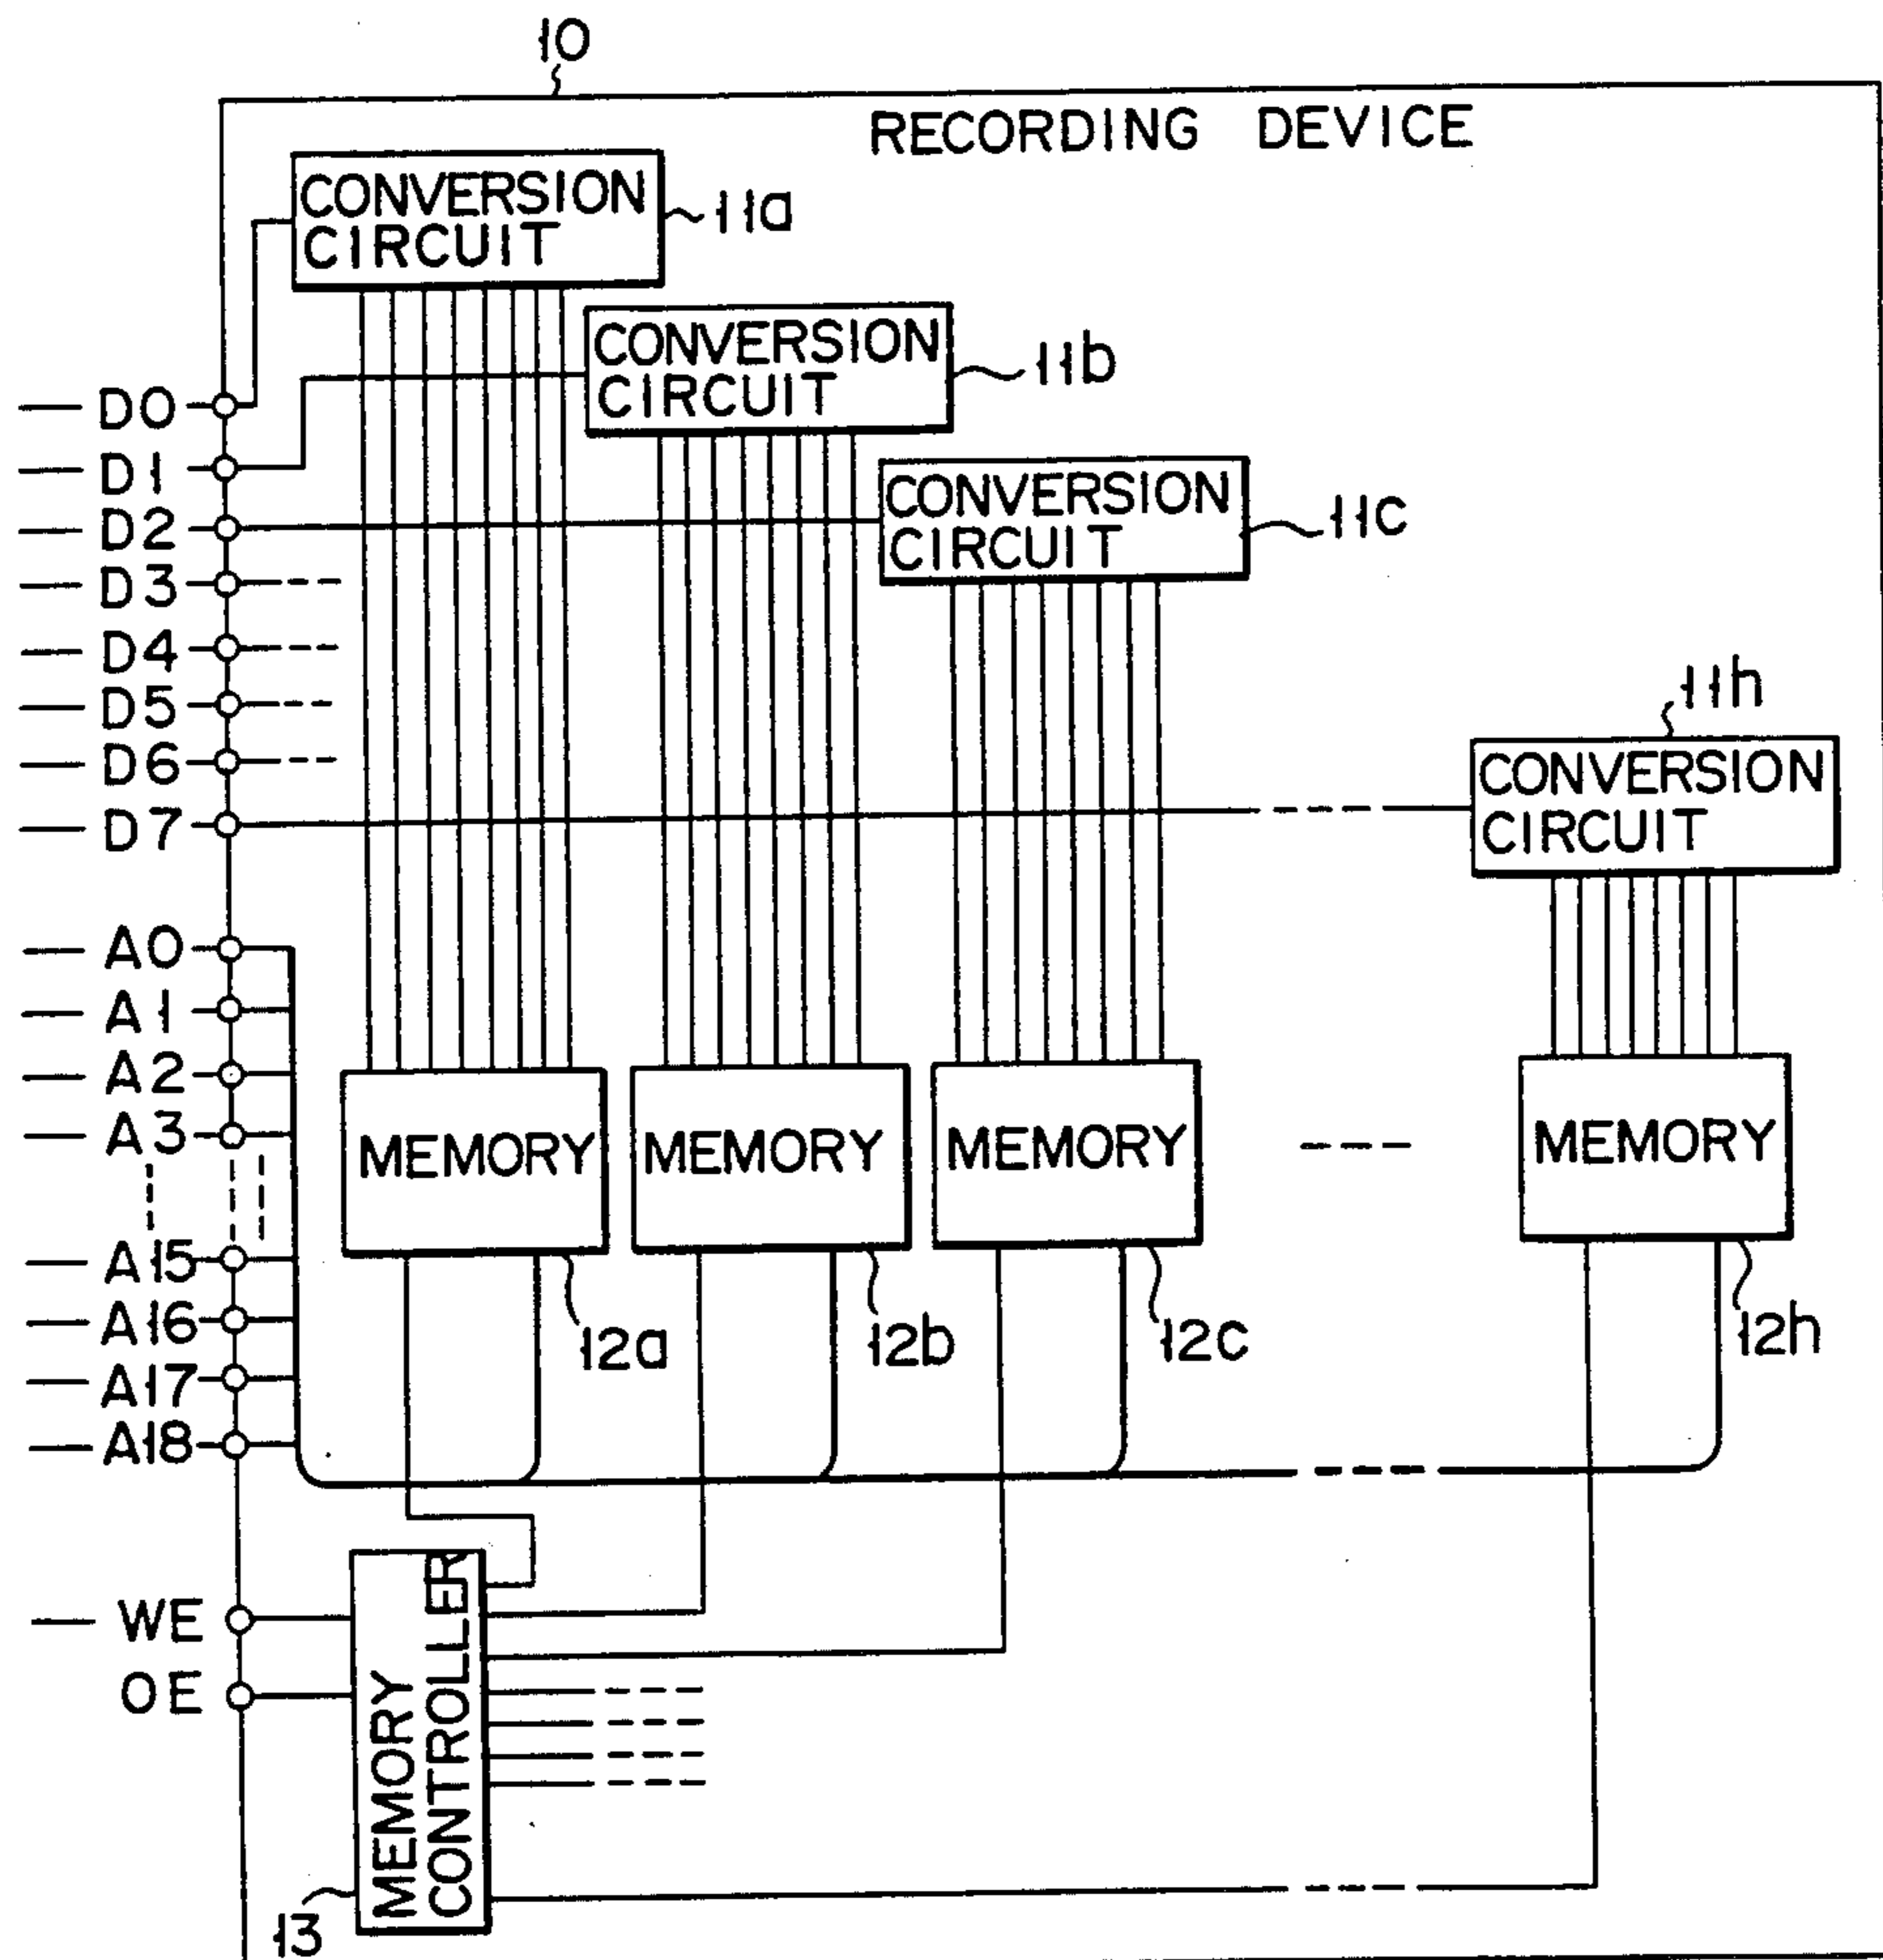 10
RECORDING DEVICE
CONVERSION
CIRCUIT
11a
CONVERSION
CIRCUIT
11b
CONVERSION
CIRCUIT
11c
D0
D1
D2
D3
D4
D5
D6
D7
11h
CONVERSION
CIRCUIT
A0
A1
A2
A3
A15
A16
A17
A18
MEMORY
MEMORY
MEMORY
MEMORY
12a
12b
12c
12h
WE
OE
MEMORY
CONTROLLER
13